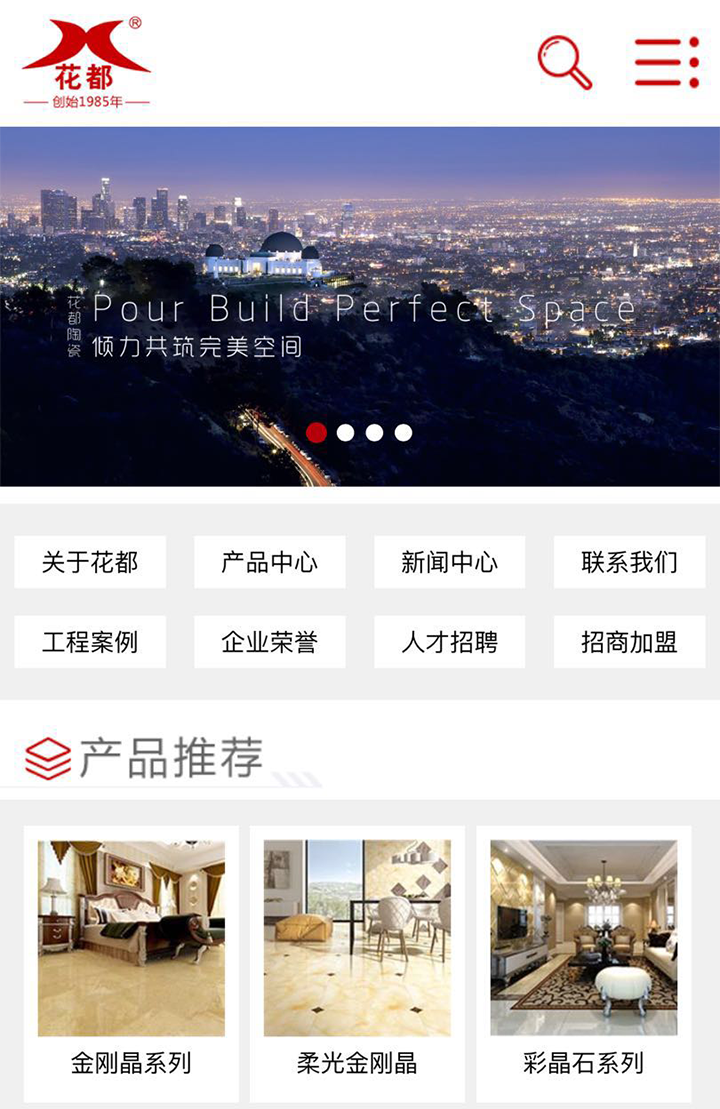 ®
花都
创始1985年
花都陶瓷
Pour Build Perfect Space
倾力共筑完美空间
关于花都
产品中心
新闻中心
联系我们
工程案例
企业荣誉
人才招聘
招商加盟
产品推荐
金刚晶系列
柔光金刚晶
彩晶石系列